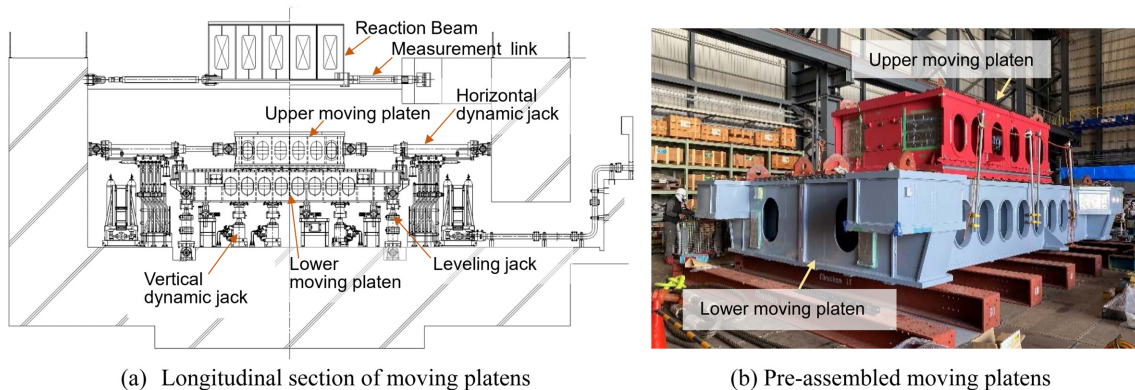 Reaction Beam
Measurement link
Horizontal
dynamic jack
Upper moving platen
Vertical
dynamic jack
Lower
moving platen
Leveling jack
(a) Longitudinal section of moving platens
Upper moving platen
Lower moving platen
(b) Pre-assembled moving platens